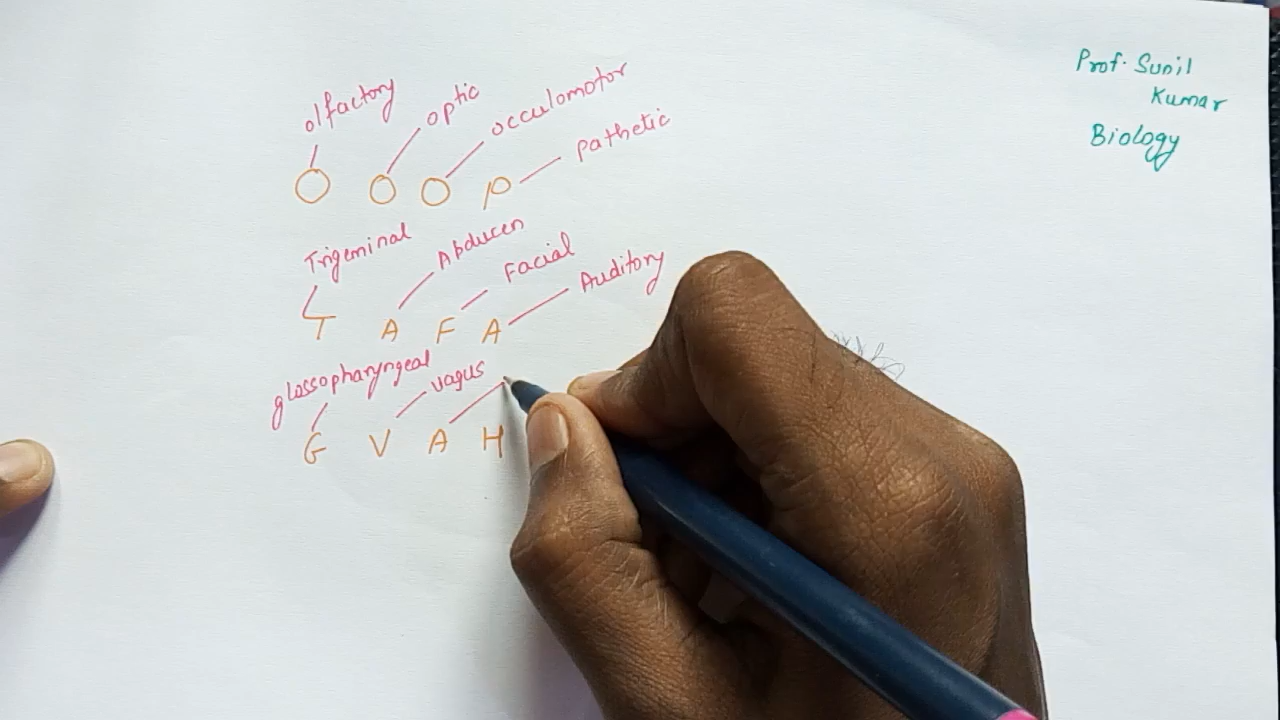 olfactory optic occulomotor pathetic
O O O P
Trigeminal Abducen Facial Auditory
T A F A
glossopharyngeal vagus
G V A H
Prof. Sunil
Kumar
Biology